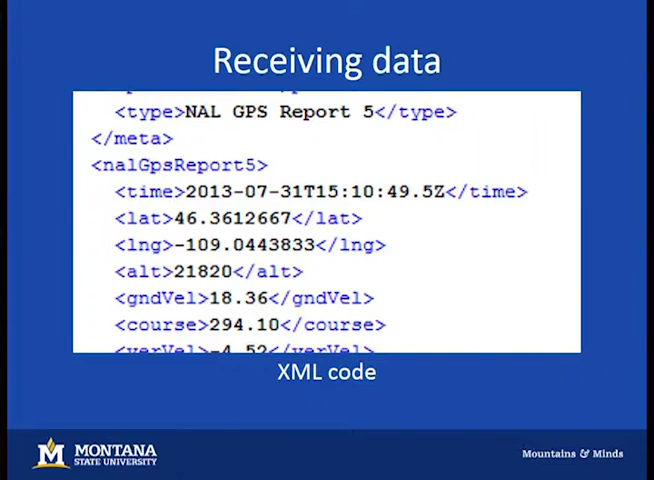 Receiving data
<type>NAL GPS Report 5</type>
</meta>
<nalGpsReport5>
<time>2013-07-31T15:10:49.5Z</time>
<lat>46.3612667</lat>
<lng>-109.0443833</lng>
<alt>21820</alt>
<gndVel>18.36</gndVel>
<course>294.10</course>
<verVel>-4.52</verVel>
XML code
MONTANA
STATE UNIVERSITY
Mountains & Minds